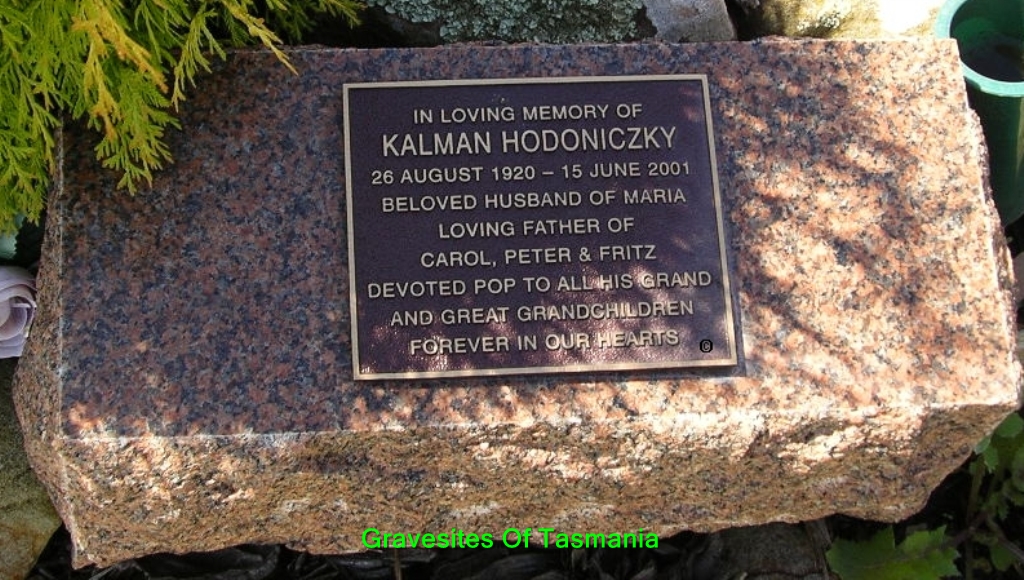 IN LOVING MEMORY OF
KALMAN HODONICZKY
26 AUGUST 1920 – 15 JUNE 2001
BELOVED HUSBAND OF MARIA
LOVING FATHER OF
CAROL, PETER & FRITZ
DEVOTED POP TO ALL HIS GRAND
AND GREAT GRANDCHILDREN
FOREVER IN OUR HEARTS ©
Gravesites Of Tasmania